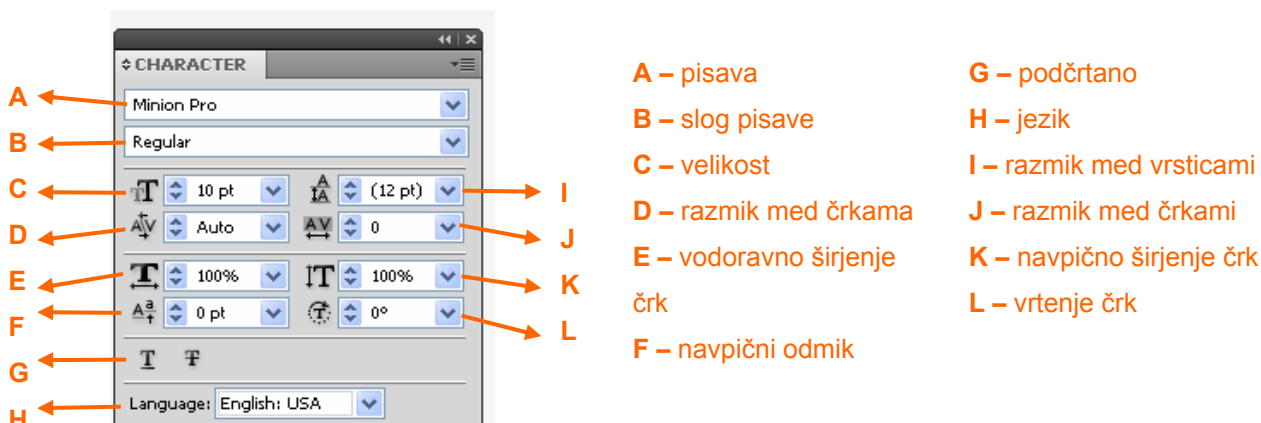 CHARACTER
A
Minion Pro
B
Regular
C
10 pt
(12 pt)
I
D
Auto
0
J
E
100%
100%
K
F
0 pt
0°
L
G
T T
H
Language: English: USA
A – pisava
B – slog pisave
C – velikost
D – razmik med črkama
E – vodoravno širjenje
črk
F – navpični odmik
G – podčrtano
H – jezik
I – razmik med vrsticami
J – razmik med črkami
K – navpično širjenje črk
L – vrtenje črk